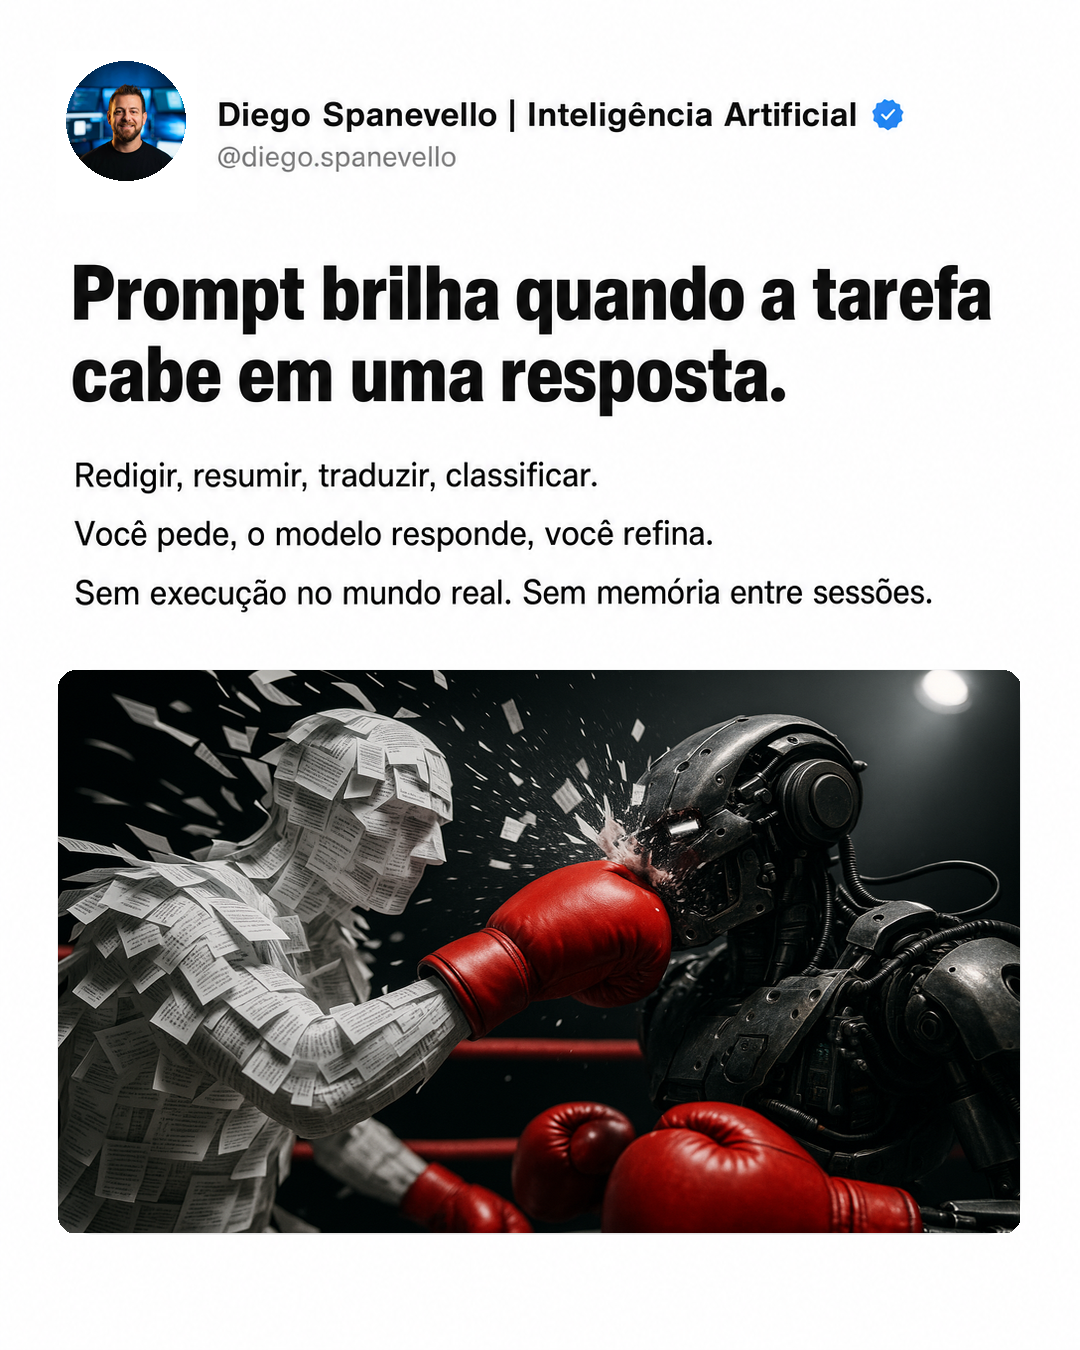 Diego Spanevello | Inteligência Artificial
@diego.spanevello
Prompt brilha quando a tarefa
cabe em uma resposta.
Redigir, resumir, traduzir, classificar.
Você pede, o modelo responde, você refina.
Sem execução no mundo real. Sem memória entre sessões.